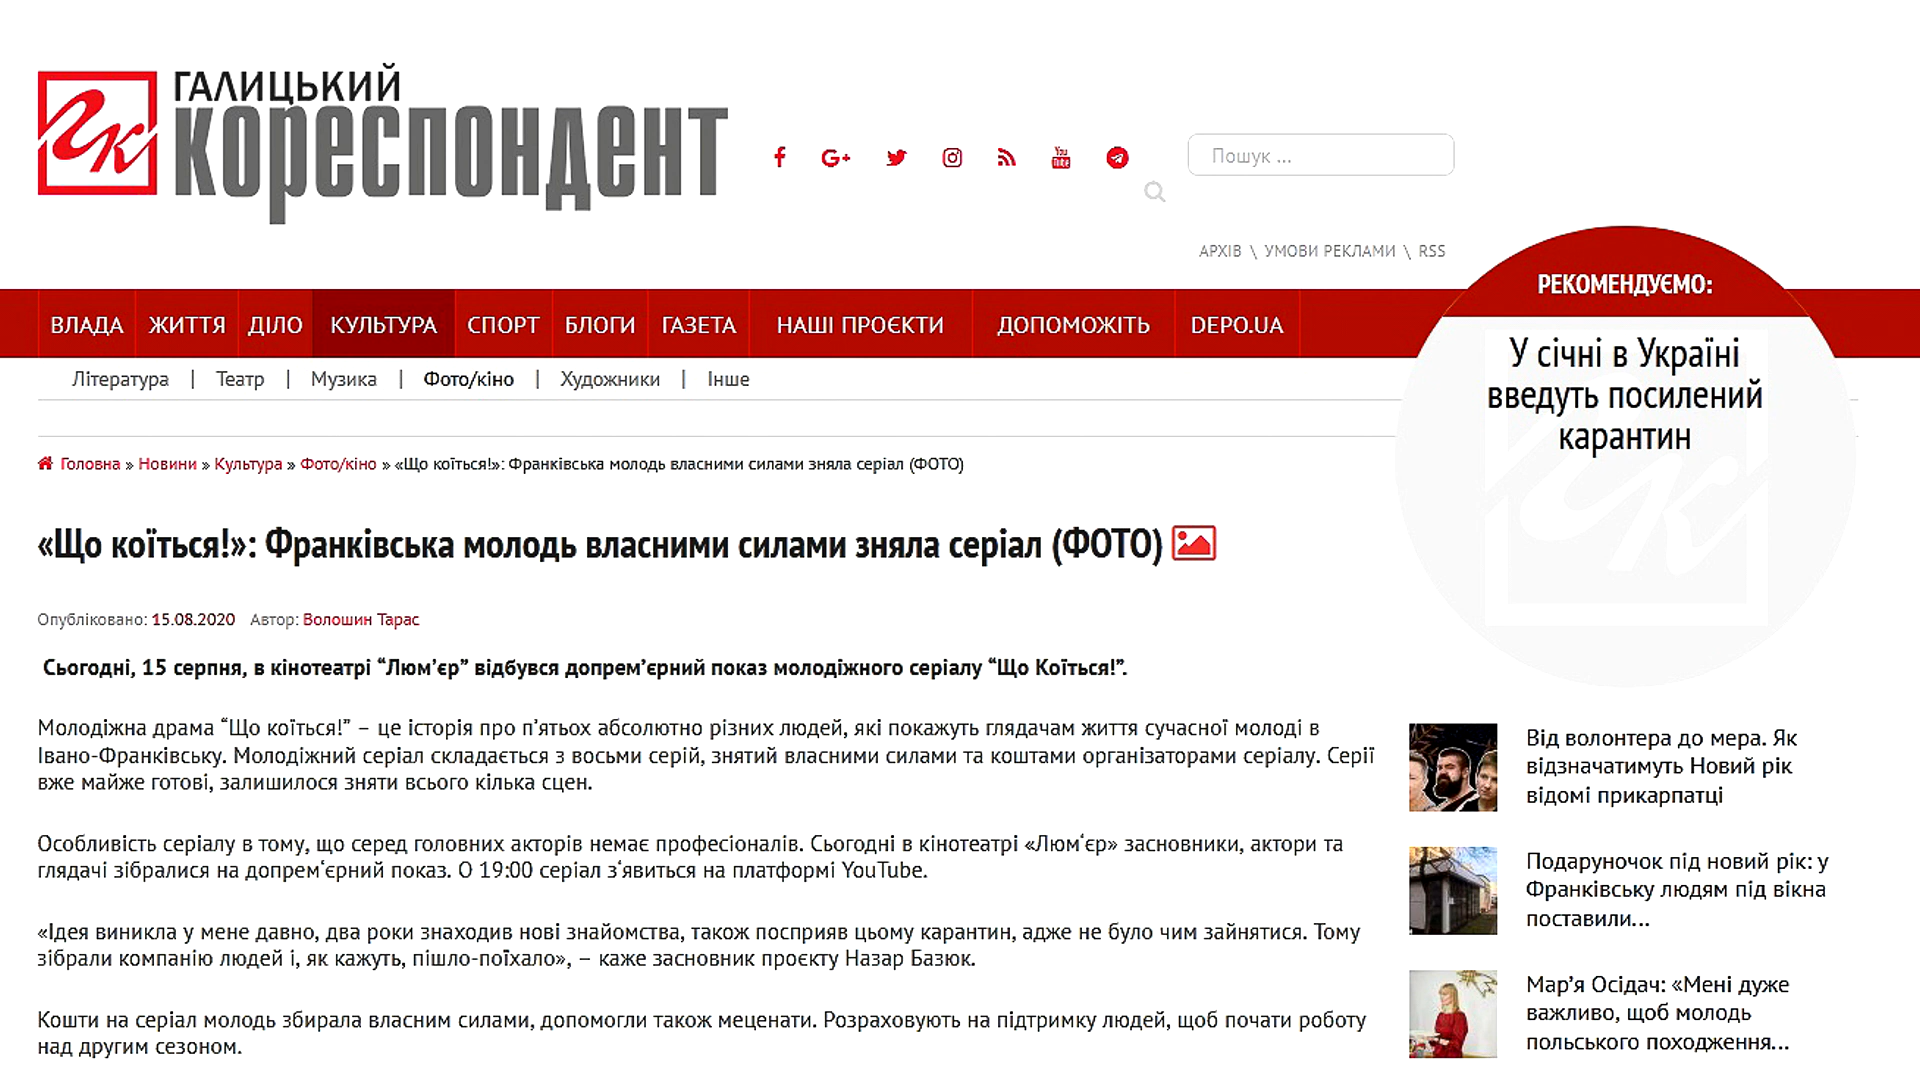 ГАЛИЦЬКИЙ
КОРЕСПОНДЕНТ
ГК
You
Tube
Пошук ...
АРХІВ \ УМОВИ РЕКЛАМИ \ RSS
ВЛАДА ЖИТТЯ ДІЛО КУЛЬТУРА СПОРТ БЛОГИ ГАЗЕТА НАШІ ПРОЄКТИ ДОПОМОЖІТЬ DEPO.UA
Література | Театр | Музика | Фото/кіно | Художники | Інше
РЕКОМЕНДУЄМО:
У січні в Україні
введуть посилений
карантин
Головна » Новини » Культура » Фото/кіно » «Що коїться!»: Франківська молодь власними силами зняла серіал (ФОТО)
«Що коїться!»: Франківська молодь власними силами зняла серіал (ФОТО)
Опубліковано: 15.08.2020 Автор: Волошин Тарас
Сьогодні, 15 серпня, в кінотеатрі “Люм’єр” відбувся допрем’єрний показ молодіжного серіалу “Що Коїться!”.
Молодіжна драма “Що коїться!” – це історія про п’ятьох абсолютно різних людей, які покажуть глядачам життя сучасної молоді в
Івано-Франківську. Молодіжний серіал складається з восьми серій, знятий власними силами та коштами організаторами серіалу. Серії
вже майже готові, залишилося зняти всього кілька сцен.
Особливість серіалу в тому, що серед головних акторів немає професіоналів. Сьогодні в кінотеатрі «Люм‘єр» засновники, актори та
глядачі зібралися на допрем‘єрний показ. О 19:00 серіал з‘явиться на платформі YouTube.
«Ідея виникла у мене давно, два роки знаходив нові знайомства, також посприяв цьому карантин, адже не було чим зайнятися. Тому
зібрали компанію людей і, як кажуть, пішло-поїхало», – каже засновник проєкту Назар Базюк.
Кошти на серіал молодь збирала власним силами, допомогли також меценати. Розраховують на підтримку людей, щоб почати роботу
над другим сезоном.
Від волонтера до мера. Як
відзначатимуть Новий рік
відомі прикарпатці
Подаруночок під новий рік: у
Франківську людям під вікна
поставили...
Мар’я Осідач: «Мені дуже
важливо, щоб молодь
польського походження...